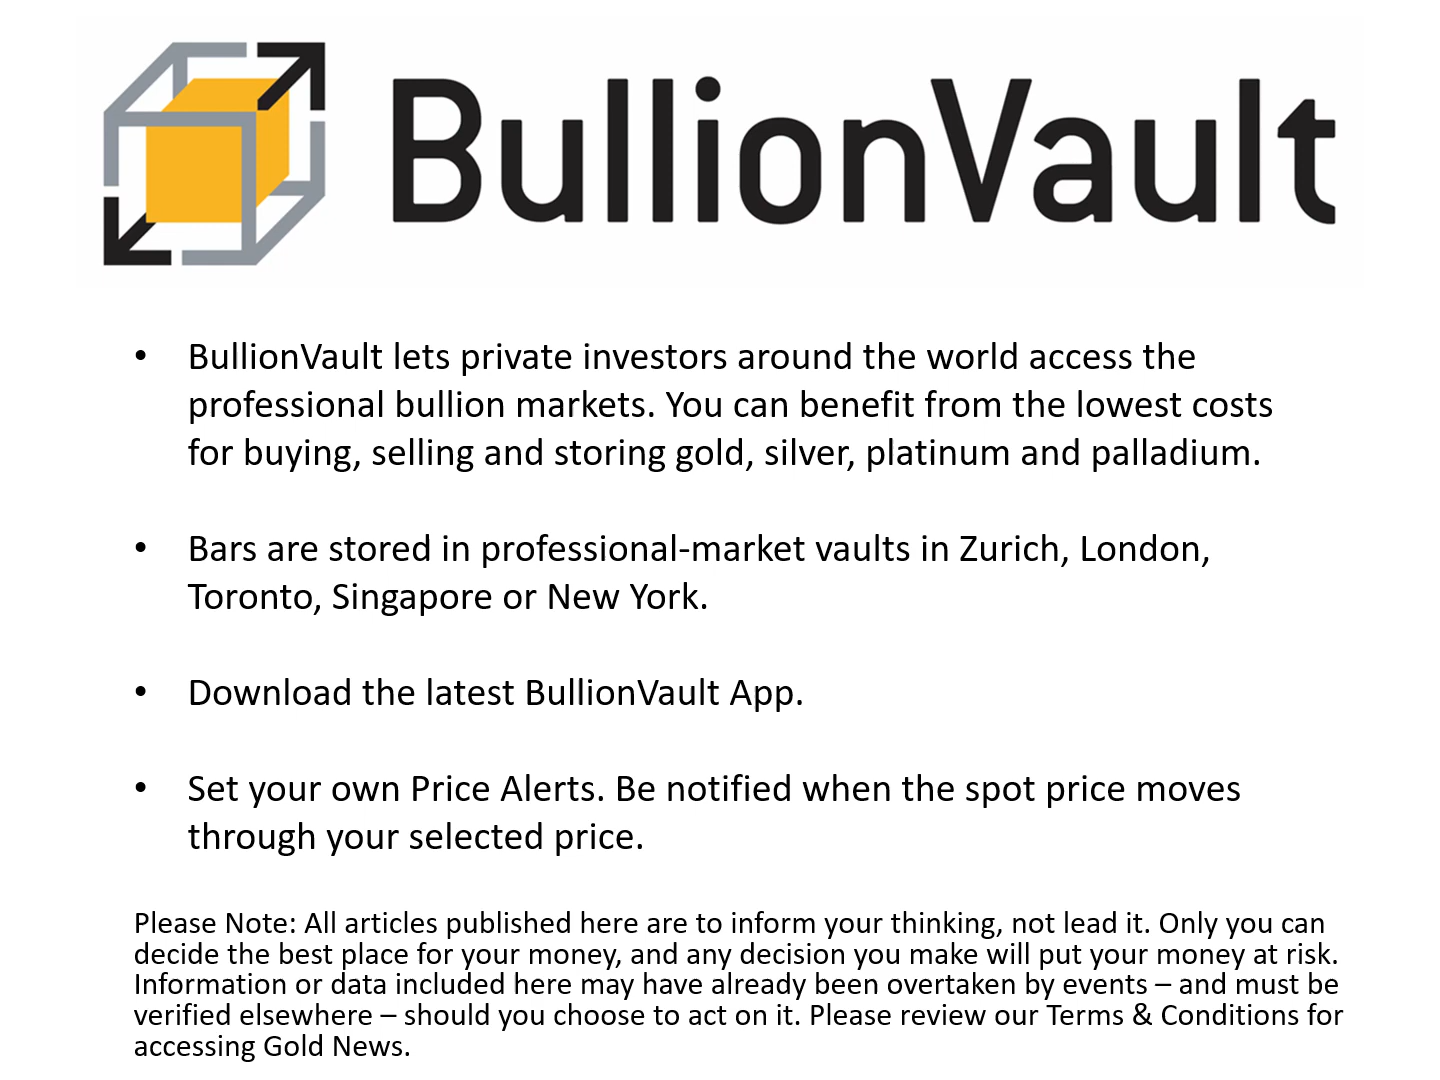 BullionVault
• BullionVault lets private investors around the world access the
professional bullion markets. You can benefit from the lowest costs
for buying, selling and storing gold, silver, platinum and palladium.
• Bars are stored in professional-market vaults in Zurich, London,
Toronto, Singapore or New York.
• Download the latest BullionVault App.
• Set your own Price Alerts. Be notified when the spot price moves
through your selected price.
Please Note: All articles published here are to inform your thinking, not lead it. Only you can
decide the best place for your money, and any decision you make will put your money at risk.
Information or data included here may have already been overtaken by events – and must be
verified elsewhere – should you choose to act on it. Please review our Terms & Conditions for
accessing Gold News.